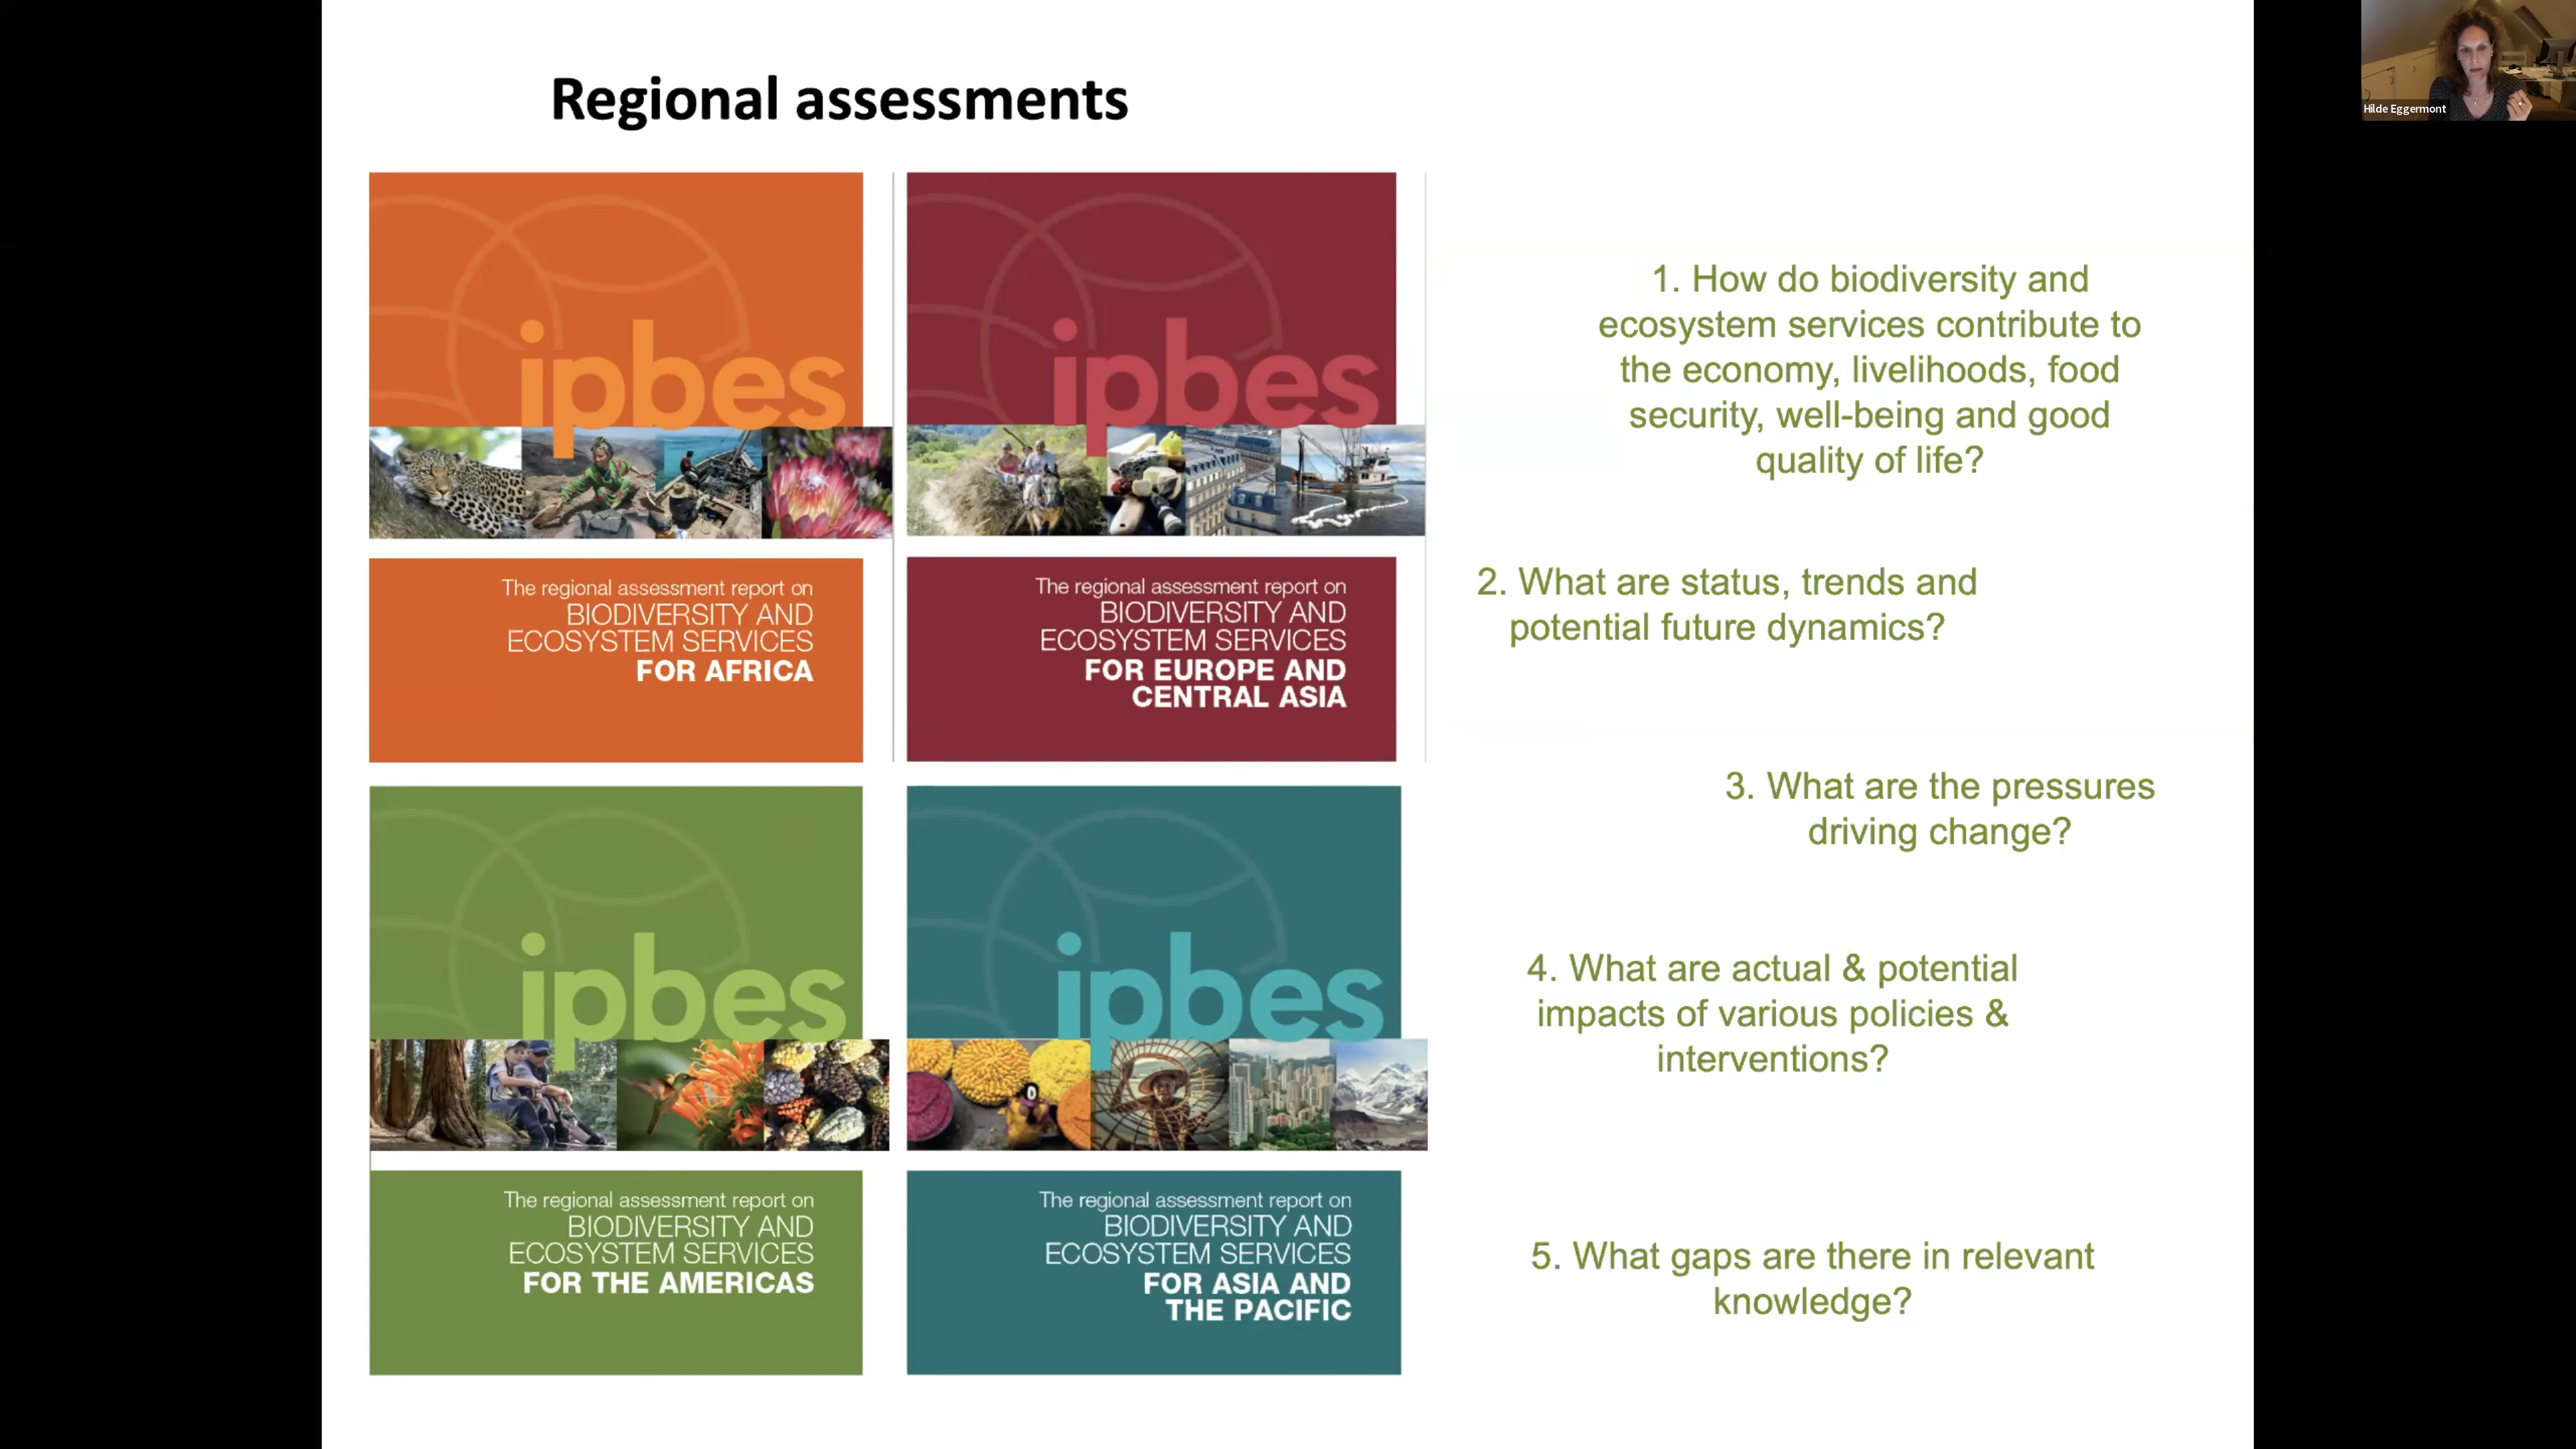 Regional assessments
Hilde Eggermont
ipbes
The regional assessment report on
BIODIVERSITY AND
ECOSYSTEM SERVICES
FOR AFRICA
ipbes
The regional assessment report on
BIODIVERSITY AND
ECOSYSTEM SERVICES
FOR EUROPE AND
CENTRAL ASIA
ipbes
The regional assessment report on
BIODIVERSITY AND
ECOSYSTEM SERVICES
FOR THE AMERICAS
ipbes
The regional assessment report on
BIODIVERSITY AND
ECOSYSTEM SERVICES
FOR ASIA AND
THE PACIFIC
1. How do biodiversity and
ecosystem services contribute to
the economy, livelihoods, food
security, well-being and good
quality of life?
2. What are status, trends and
potential future dynamics?
3. What are the pressures
driving change?
4. What are actual & potential
impacts of various policies &
interventions?
5. What gaps are there in relevant
knowledge?